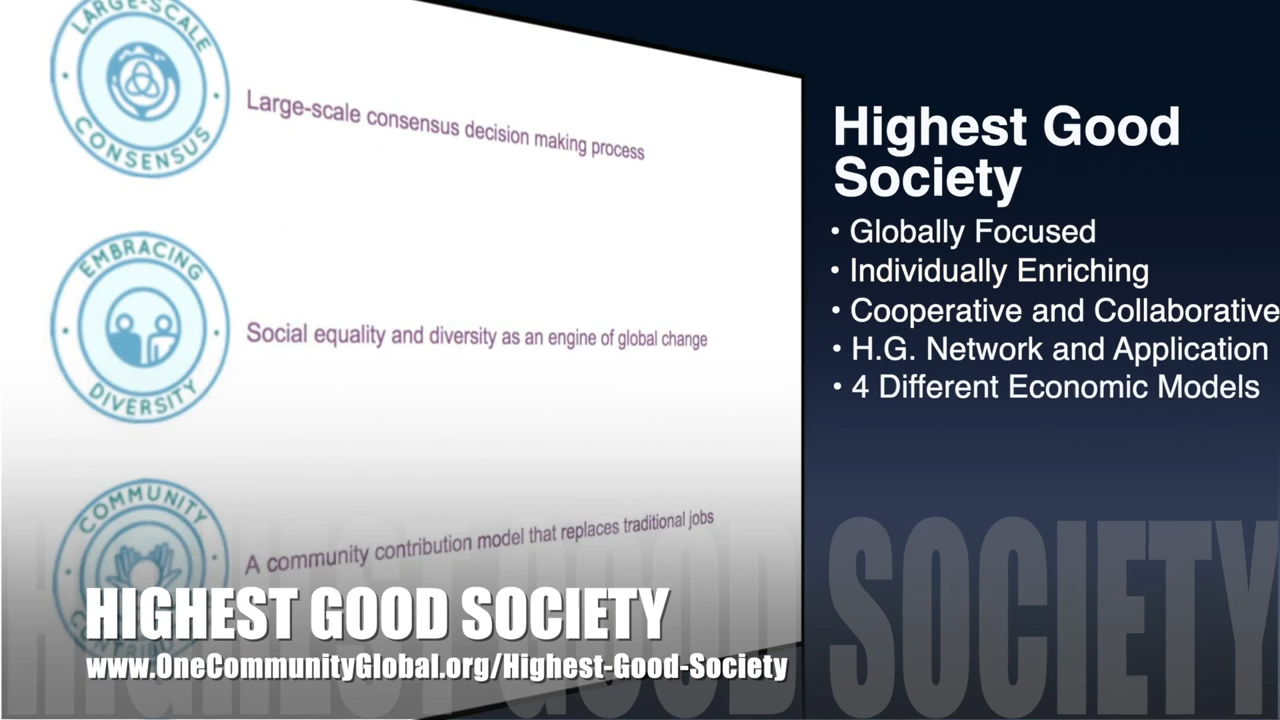 LARGE-SCALE
CONSENSUS
Large-scale consensus decision making process
EMBRACING
DIVERSITY
Social equality and diversity as an engine of global change
COMMUNITY
A community contribution model that replaces traditional jobs
Highest Good
Society
• Globally Focused
• Individually Enriching
• Cooperative and Collaborative
• H.G. Network and Application
• 4 Different Economic Models
HIGHEST GOOD SOCIETY
HIGHEST GOOD SOCIETY
www.OneCommunityGlobal.org/Highest-Good-Society